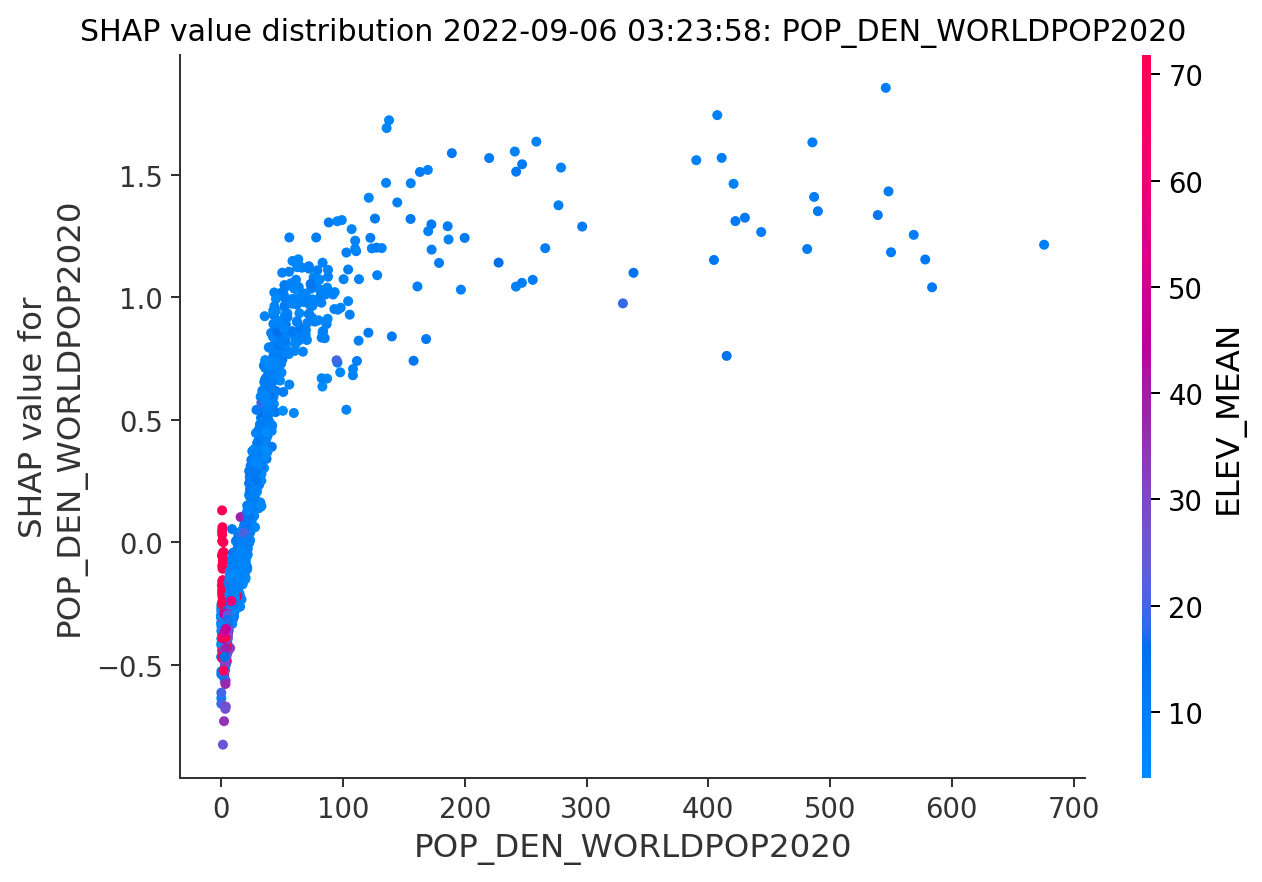 SHAP value distribution 2022-09-06 03:23:58: POP_DEN_WORLDPOP2020
SHAP value for
POP_DEN_WORLDPOP2020
1.5
1.0
0.5
0.0
−0.5
0 100 200 300 400 500 600 700
POP_DEN_WORLDPOP2020
70
60
50
40
30
20
10
ELEV_MEAN